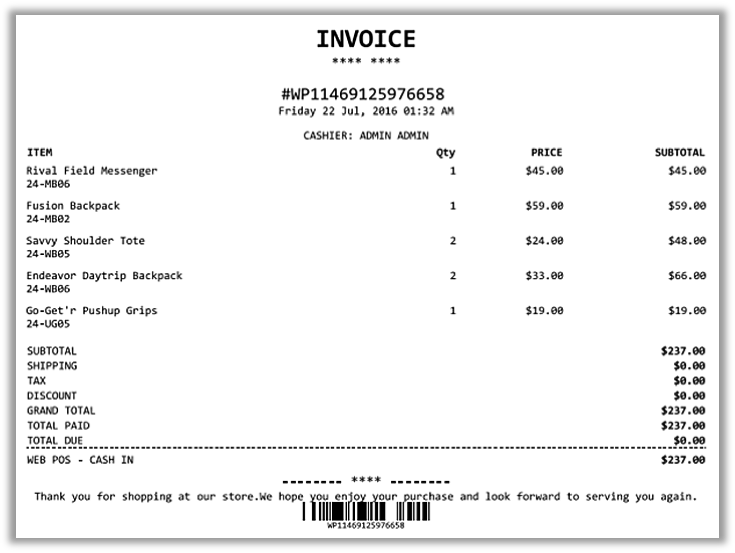 INVOICE
**** ****
#WP11469125976658
Friday 22 Jul, 2016 01:32 AM
CASHIER: ADMIN ADMIN
ITEM Qty PRICE SUBTOTAL
Rival Field Messenger 1 $45.00 $45.00
24-MB06
Fusion Backpack 1 $59.00 $59.00
24-MB02
Savvy Shoulder Tote 2 $24.00 $48.00
24-WB05
Endeavor Daytrip Backpack 2 $33.00 $66.00
24-WB06
Go-Get'r Pushup Grips 1 $19.00 $19.00
24-UG05
SUBTOTAL $237.00
SHIPPING $0.00
TAX $0.00
DISCOUNT $0.00
GRAND TOTAL $237.00
TOTAL PAID $237.00
TOTAL DUE $0.00
WEB POS - CASH IN $237.00
-------- **** --------
Thank you for shopping at our store.We hope you enjoy your purchase and look forward to serving you again.
WP11469125976658